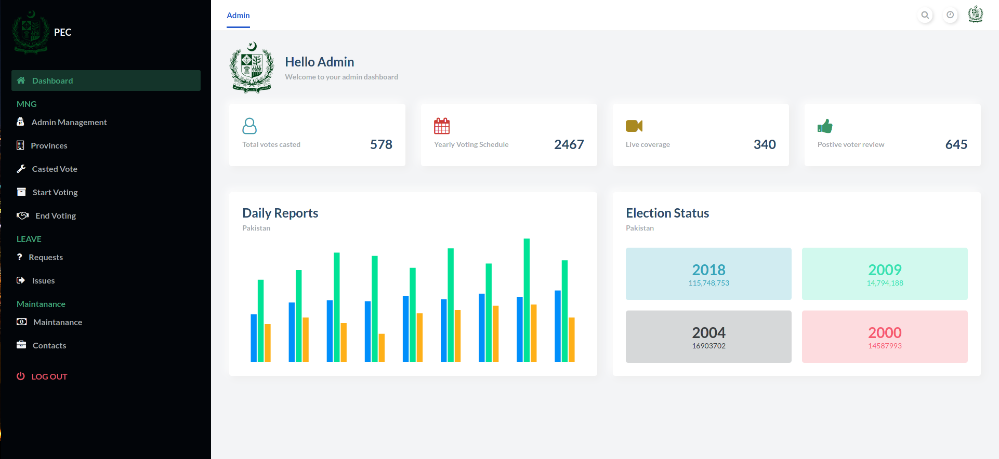 PEC
Dashboard
MNG
Admin Management
Provinces
Casted Vote
Start Voting
End Voting
LEAVE
Requests
Issues
Maintanance
Maintanance
Contacts
LOG OUT
Admin
Hello Admin
Welcome to your admin dashboard
Total votes casted 578
Yearly Voting Schedule 2467
Live coverage 340
Postive voter review 645
Daily Reports
Pakistan
Election Status
Pakistan
2018
115,748,753
2009
14,794,188
2004
16903702
2000
14587993